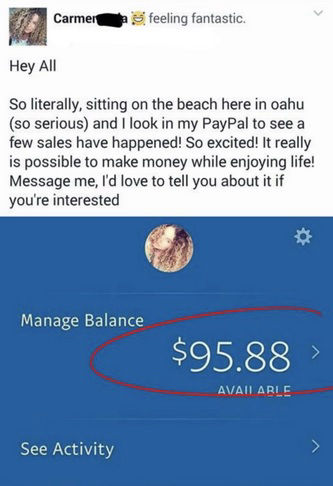 Carmen a feeling fantastic.
Hey All
So literally, sitting on the beach here in oahu
(so serious) and I look in my PayPal to see a
few sales have happened! So excited! It really
is possible to make money while enjoying life!
Message me, I'd love to tell you about it if
you're interested
Manage Balance
$95.88
AVAILABLE
See Activity